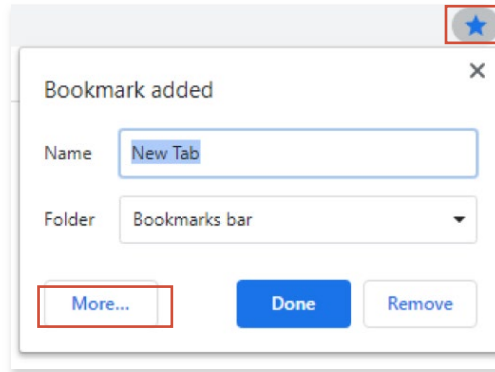 Bookmark added
Name New Tab
Folder Bookmarks bar
More... Done Remove